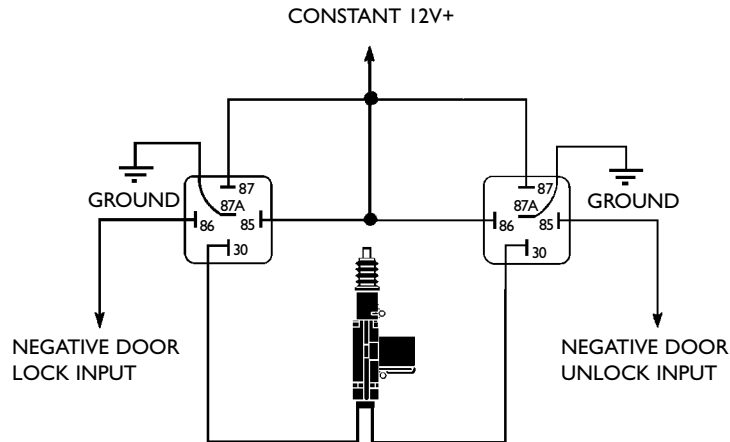 CONSTANT 12V+
87
87A
86
85
30
GROUND
87
87A
86
85
30
GROUND
NEGATIVE DOOR
LOCK INPUT
NEGATIVE DOOR
UNLOCK INPUT